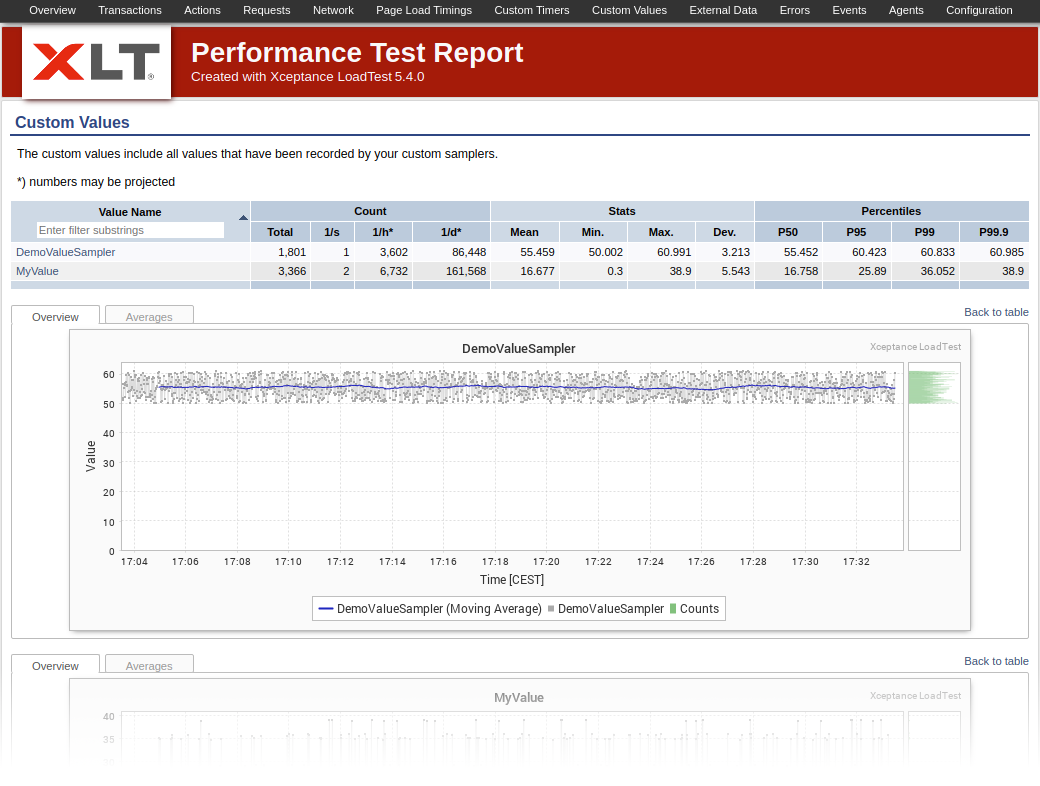 Overview Transactions Actions Requests Network Page Load Timings Custom Timers Custom Values External Data Errors Events Agents Configuration
XLT®
Performance Test Report
Created with Xceptance LoadTest 5.4.0
Custom Values
The custom values include all values that have been recorded by your custom samplers.
*) numbers may be projected
Value Name Count Stats Percentiles
Enter filter substrings Total 1/s 1/h* 1/d* Mean Min. Max. Dev. P50 P95 P99 P99.9
DemoValueSampler 1,801 1 3,602 86,448 55.459 50.002 60.991 3.213 55.452 60.423 60.833 60.985
MyValue 3,366 2 6,732 161,568 16.677 0.3 38.9 5.543 16.758 25.89 36.052 38.9
Overview Averages Back to table
DemoValueSampler Xceptance LoadTest
60
50
40
30
20
10
0
Value
17:04 17:06 17:08 17:10 17:12 17:14 17:16 17:18 17:20 17:22 17:24 17:26 17:28 17:30 17:32
Time [CEST]
DemoValueSampler (Moving Average) DemoValueSampler Counts
Overview Averages Back to table
MyValue Xceptance LoadTest
40
35